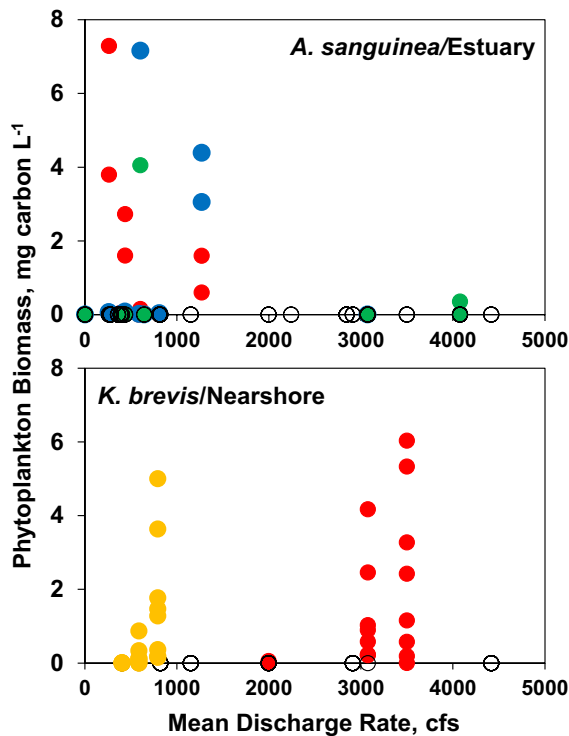 8
A. sanguinea/Estuary
6
4
2
0
0 1000 2000 3000 4000 5000
Phytoplankton Biomass, mg carbon L-1
8
K. brevis/Nearshore
6
4
2
0
0 1000 2000 3000 4000 5000
Mean Discharge Rate, cfs